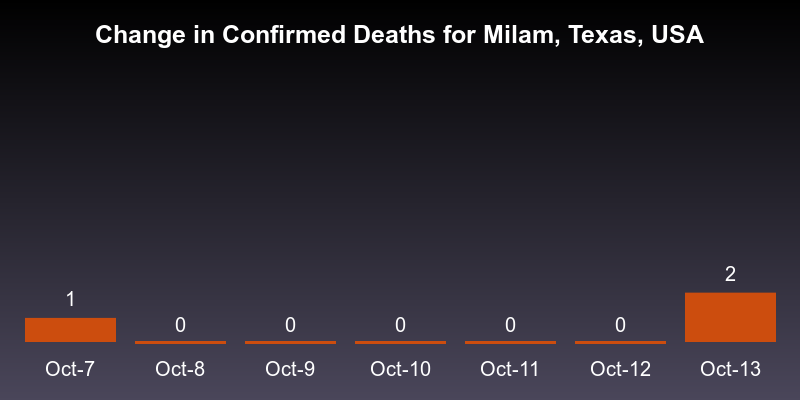 Change in Confirmed Deaths for Milam, Texas, USA
1 0 0 0 0 0 2
Oct-7 Oct-8 Oct-9 Oct-10 Oct-11 Oct-12 Oct-13